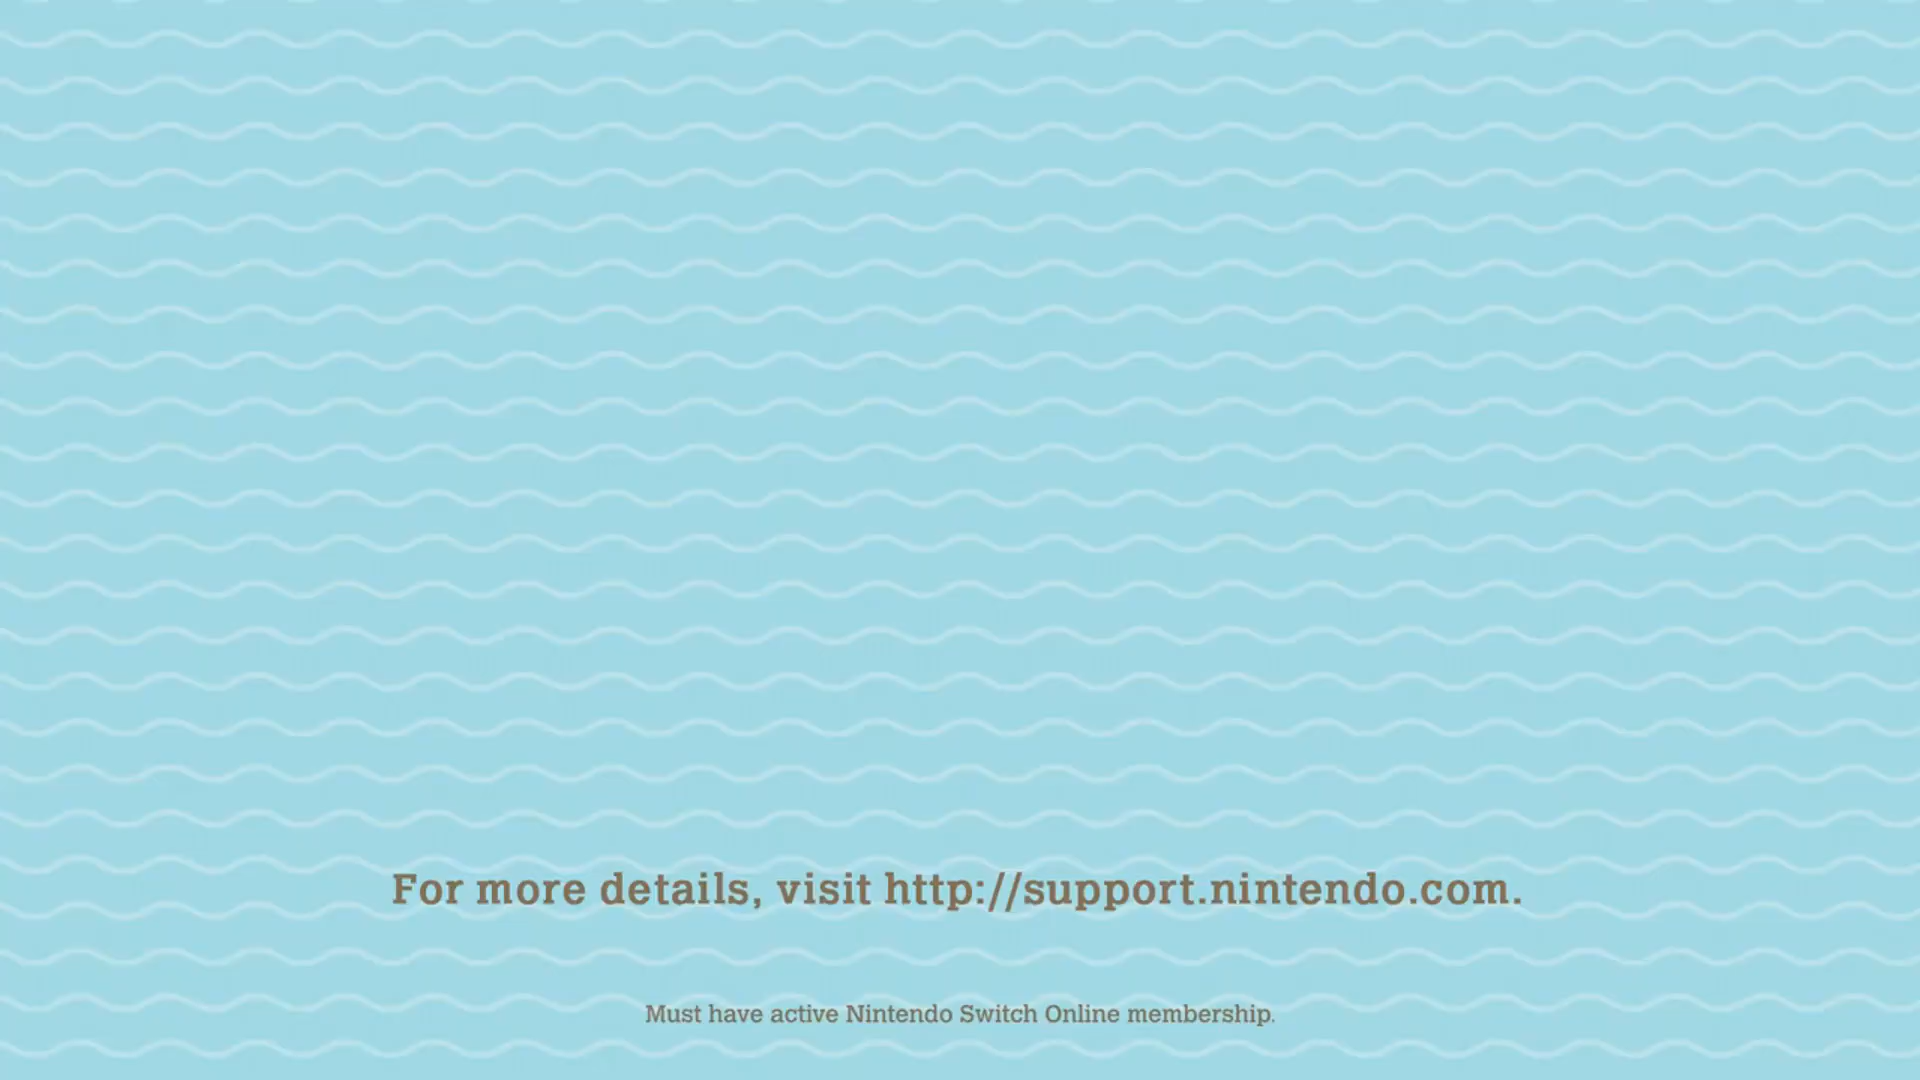 For more details, visit http://support.nintendo.com.
Must have active Nintendo Switch Online membership.